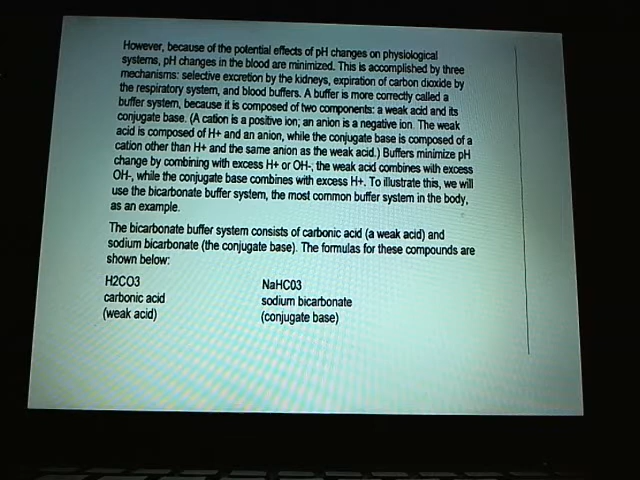 However, because of the potential effects of pH changes on physiological
systems, pH changes in the blood are minimized. This is accomplished by three
mechanisms: selective excretion by the kidneys, expiration of carbon dioxide by
the respiratory system, and blood buffers. A buffer is more correctly called a
buffer system, because it is composed of two components: a weak acid and its
conjugate base. (A cation is a positive ion; an anion is a negative ion. The weak
acid is composed of H+ and an anion, while the conjugate base is composed of a
cation other than H+ and the same anion as the weak acid.) Buffers minimize pH
change by combining with excess H+ or OH-; the weak acid combines with excess
OH-, while the conjugate base combines with excess H+. To illustrate this, we will
use the bicarbonate buffer system, the most common buffer system in the body,
as an example.
The bicarbonate buffer system consists of carbonic acid (a weak acid) and
sodium bicarbonate (the conjugate base). The formulas for these compounds are
shown below:
H2CO3 NaHC03
carbonic acid sodium bicarbonate
(weak acid) (conjugate base)